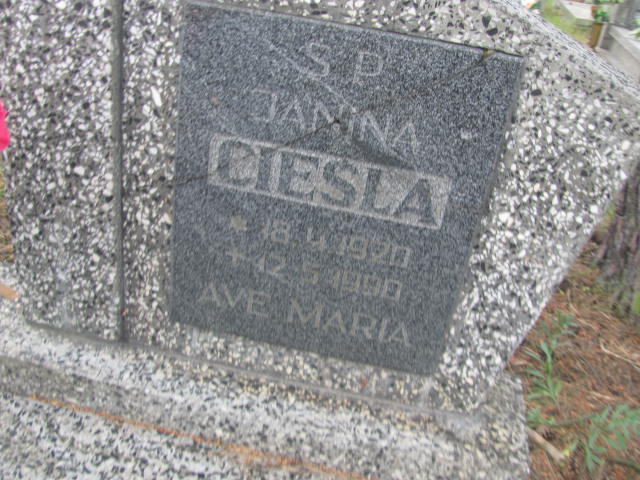 S P
JANINA
CIESLA
* 18.4.1920
+ 12.5.1990
AVE MARIA